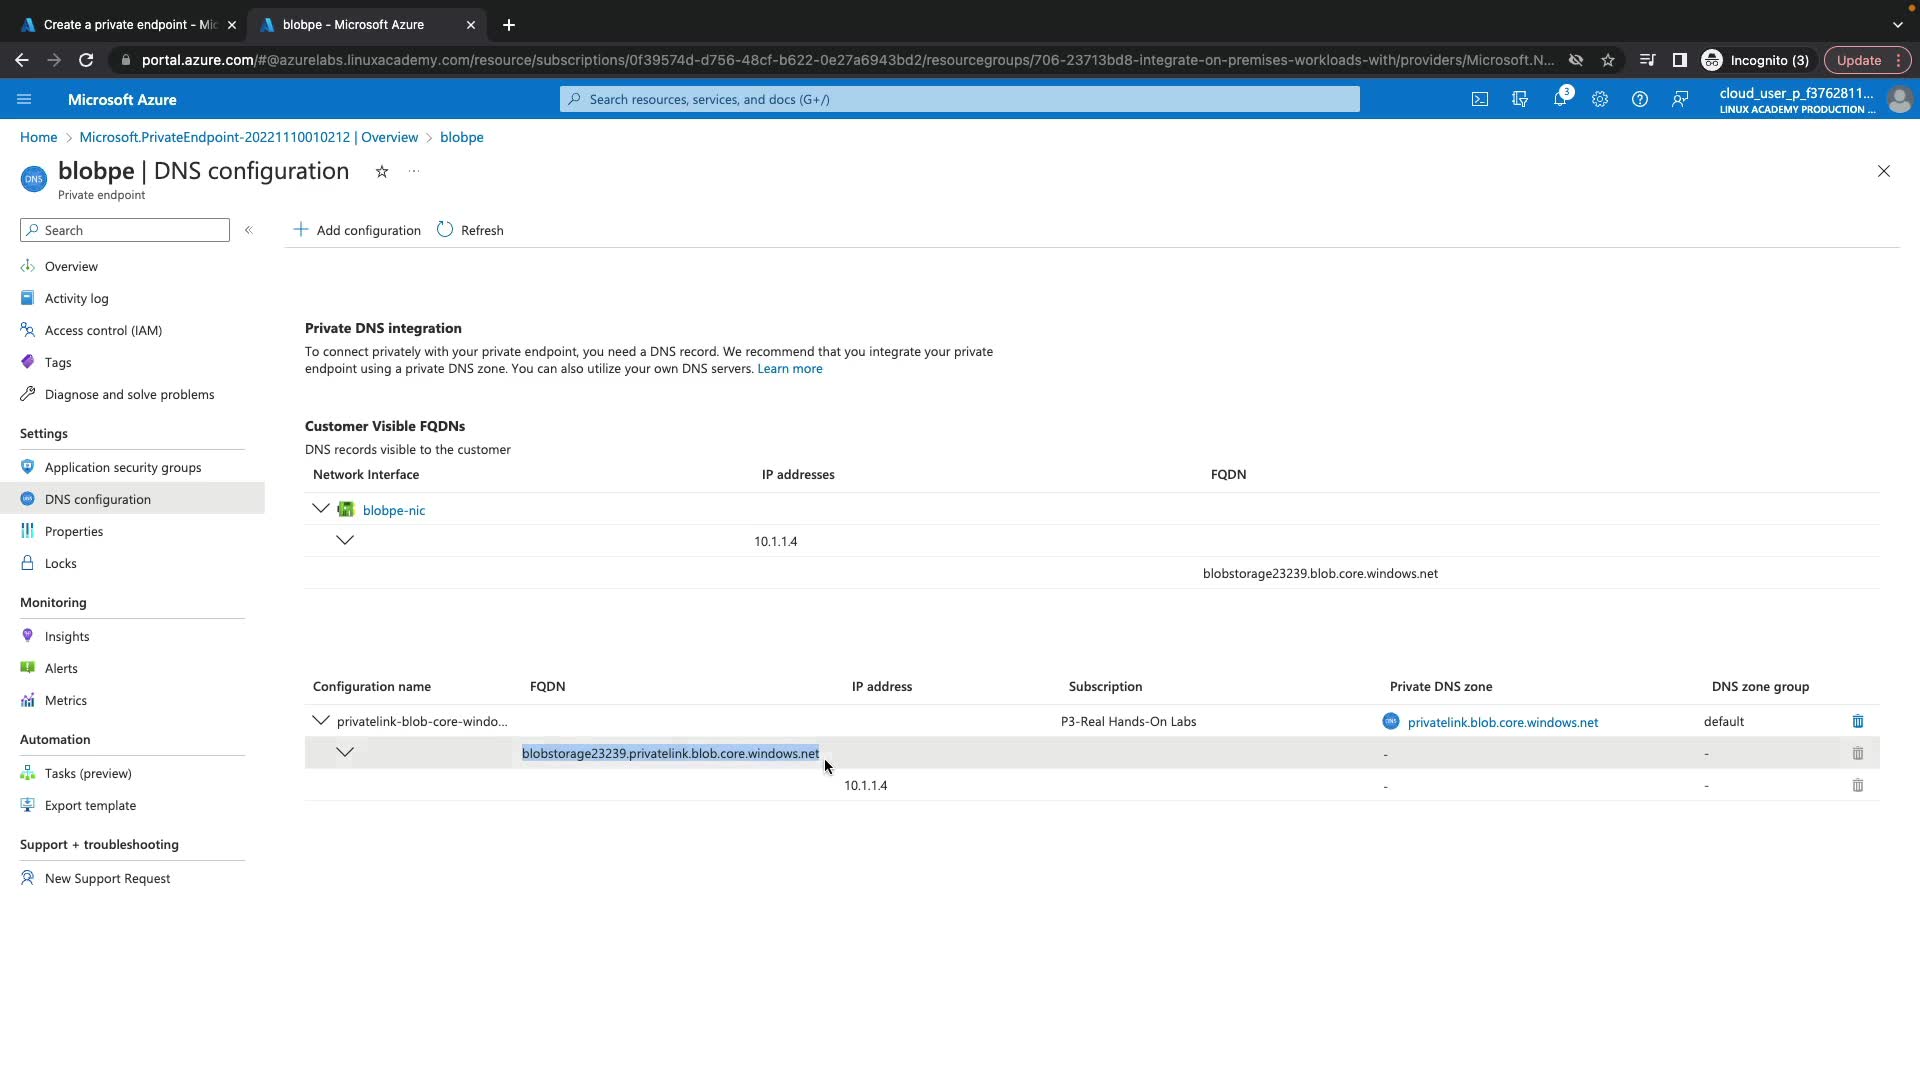 Create a private endpoint - Mic
blobpe - Microsoft Azure
portal.azure.com/#@azurelabs.linuxacademy.com/resource/subscriptions/0f39574d-d756-48cf-b622-0e27a6943bd2/resourcegroups/706-23713bd8-integrate-on-premises-workloads-with/providers/Microsoft.N...
Incognito (3)
Update
Microsoft Azure
Search resources, services, and docs (G+/)
3
cloud_user_p_f3762811...
LINUX ACADEMY PRODUCTION ...
Home > Microsoft.PrivateEndpoint-20221110010212 | Overview > blobpe
DNS
blobpe | DNS configuration
...
Private endpoint
Search
«
Add configuration
Refresh
Overview
Activity log
Access control (IAM)
Tags
Diagnose and solve problems
Settings
Application security groups
DNS configuration
Properties
Locks
Monitoring
Insights
Alerts
Metrics
Automation
Tasks (preview)
Export template
Support + troubleshooting
New Support Request
Private DNS integration
To connect privately with your private endpoint, you need a DNS record. We recommend that you integrate your private
endpoint using a private DNS zone. You can also utilize your own DNS servers. Learn more
Customer Visible FQDNs
DNS records visible to the customer
Network Interface IP addresses FQDN
blobpe-nic
10.1.1.4
blobstorage23239.blob.core.windows.net
Configuration name FQDN IP address Subscription Private DNS zone DNS zone group
privatelink-blob-core-windo... P3-Real Hands-On Labs privatelink.blob.core.windows.net default
blobstorage23239.privatelink.blob.core.windows.net - -
10.1.1.4 - -